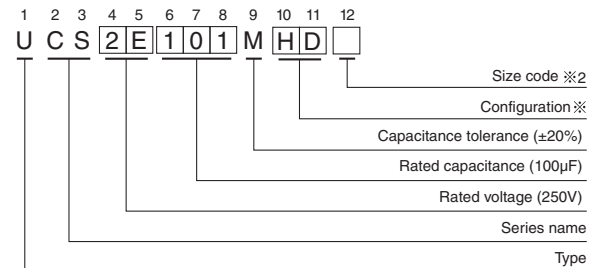 1 2 3 4 5 6 7 8 9 10 11 12
U C S 2 E 1 0 1 M H D
Size code ※2
Configuration※
Capacitance tolerance (±20%)
Rated capacitance (100µF)
Rated voltage (250V)
Series name
Type